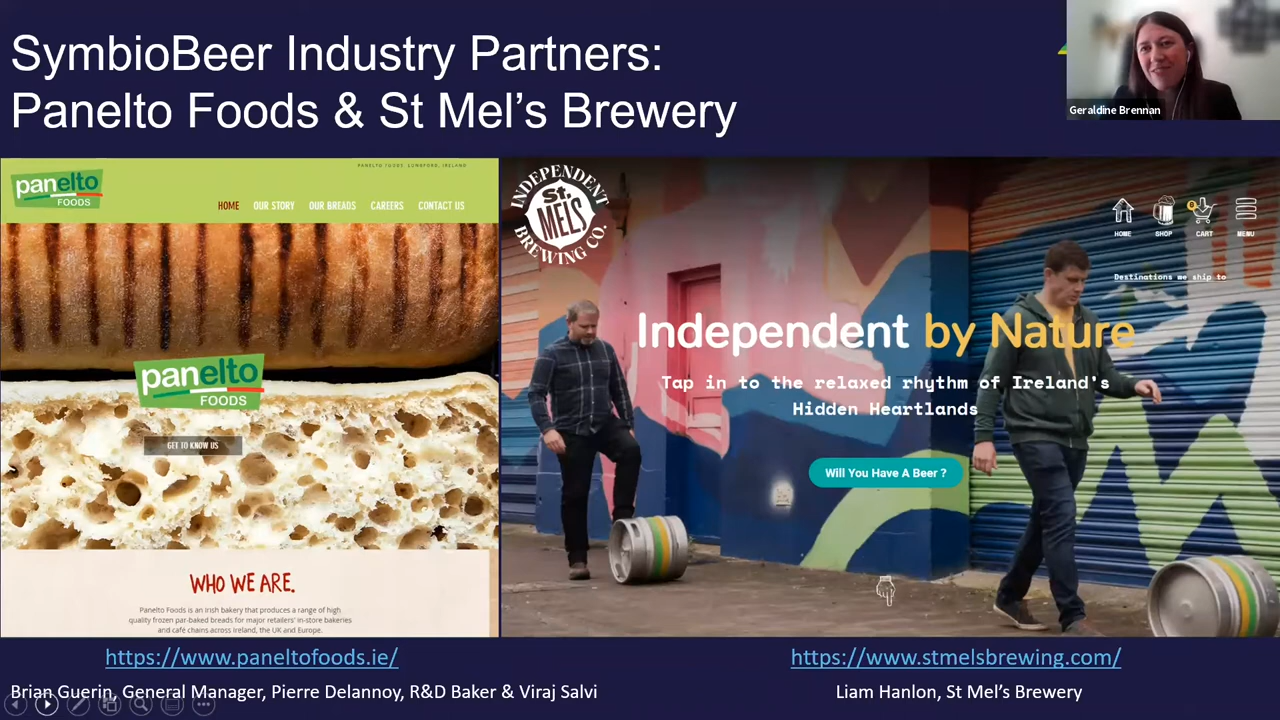 SymbioBeer Industry Partners:
Panelto Foods & St Mel's Brewery
Geraldine Brennan
PANELTO FOODS, LONGFORD, IRELAND
panelto
FOODS
HOME OUR STORY OUR BREADS CAREERS CONTACT US
panelto
FOODS
GET TO KNOW US
WHO WE ARE.
Panelto Foods is an Irish bakery that produces a range of high
quality frozen par-baked breads for major retailers' in-store bakeries
and café chains across Ireland, the UK and Europe.
INDEPENDENT
St.
MELS
BREWING CO.
0
HOME SHOP CART MENU
Destinations we ship to
Independent by Nature
Tap in to the relaxed rhythm of Ireland's
Hidden Heartlands
Will You Have A Beer ?
https://www.paneltofoods.ie/
https://www.stmelsbrewing.com/
Brian Guerin, General Manager, Pierre Delannoy, R&D Baker & Viraj Salvi
Liam Hanlon, St Mel's Brewery